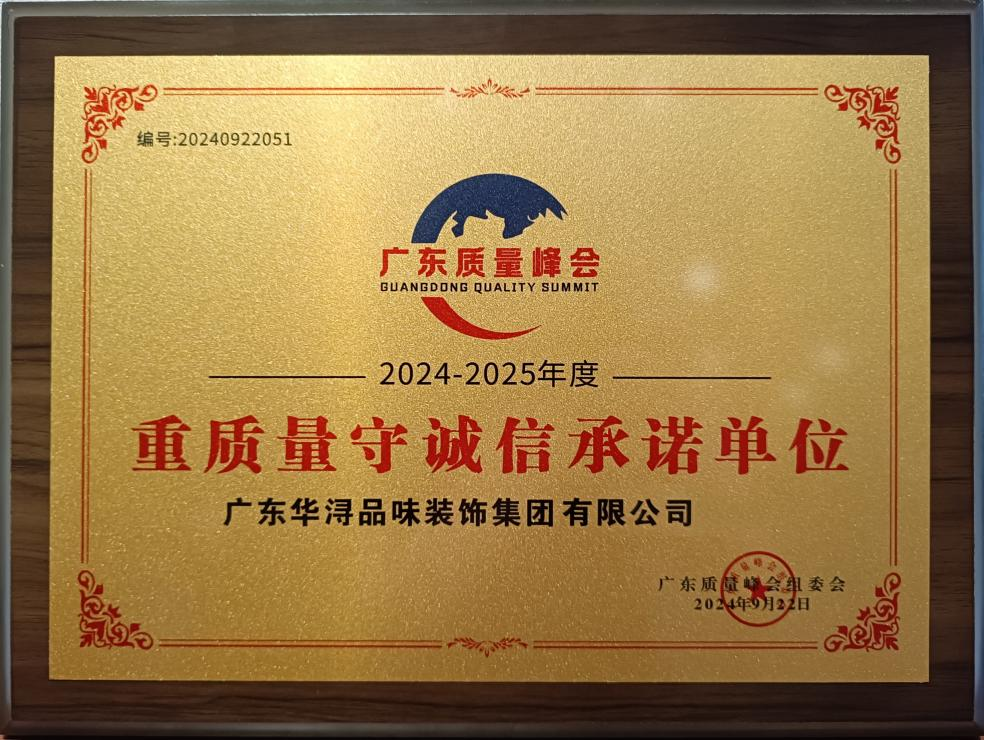 编号:20240922051
广东质量峰会
GUANGDONG QUALITY SUMMIT
2024-2025年度
重质量守诚信承诺单位
广东华浔品味装饰集团有限公司
广东质量峰会组委会
2024年9月22日